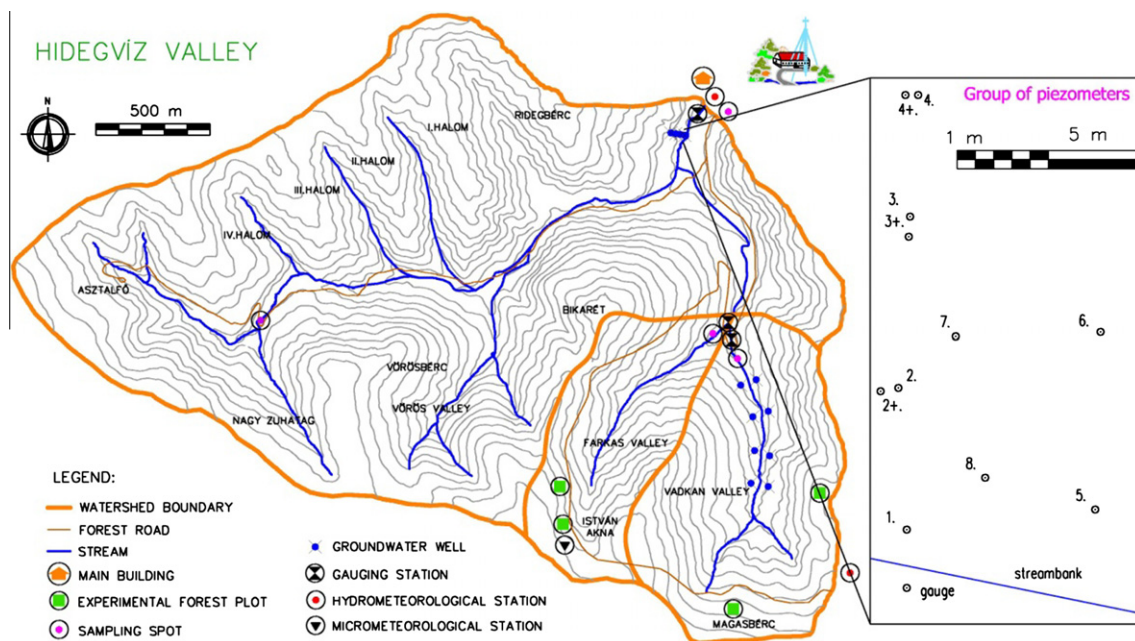 HIDEGVÍZ VALLEY
N
500 m
RIDEGBÉRC
I.HALOM
II.HALOM
III.HALOM
IV.HALOM
ASZTALFŐ
BIKARÉT
VÖRÖSBÉRC
VÖRÖS VALLEY
NAGY ZUHATAG
FARKAS VALLEY
VADKAN VALLEY
ISTVÁN
AKNA
MAGASBÉRC
LEGEND:
WATERSHED BOUNDARY
FOREST ROAD
STREAM
MAIN BUILDING
EXPERIMENTAL FOREST PLOT
SAMPLING SPOT
GROUNDWATER WELL
GAUGING STATION
HYDROMETEOROLOGICAL STATION
MICROMETEOROLOGICAL STATION
Group of piezometers
4.
4+.
1 m 5 m
3.
3+.
7.
6.
2.
2+.
8.
5.
1.
streambank
gauge